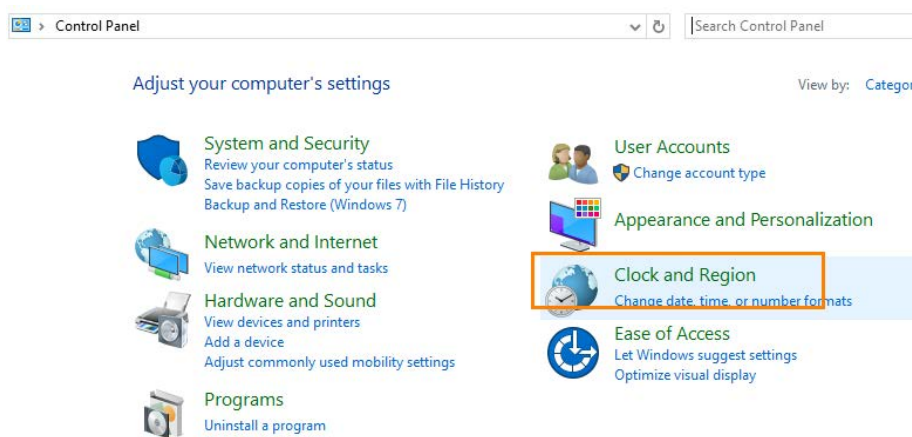 Control Panel
Search Control Panel
Adjust your computer's settings
View by:
System and Security
Review your computer's status
Save backup copies of your files with File History
Backup and Restore (Windows 7)
Network and Internet
View network status and tasks
Hardware and Sound
View devices and printers
Add a device
Adjust commonly used mobility settings
Programs
Uninstall a program
User Accounts
Change account type
Appearance and Personalization
Clock and Region
Change date, time, or number formats
Ease of Access
Let Windows suggest settings
Optimize visual display